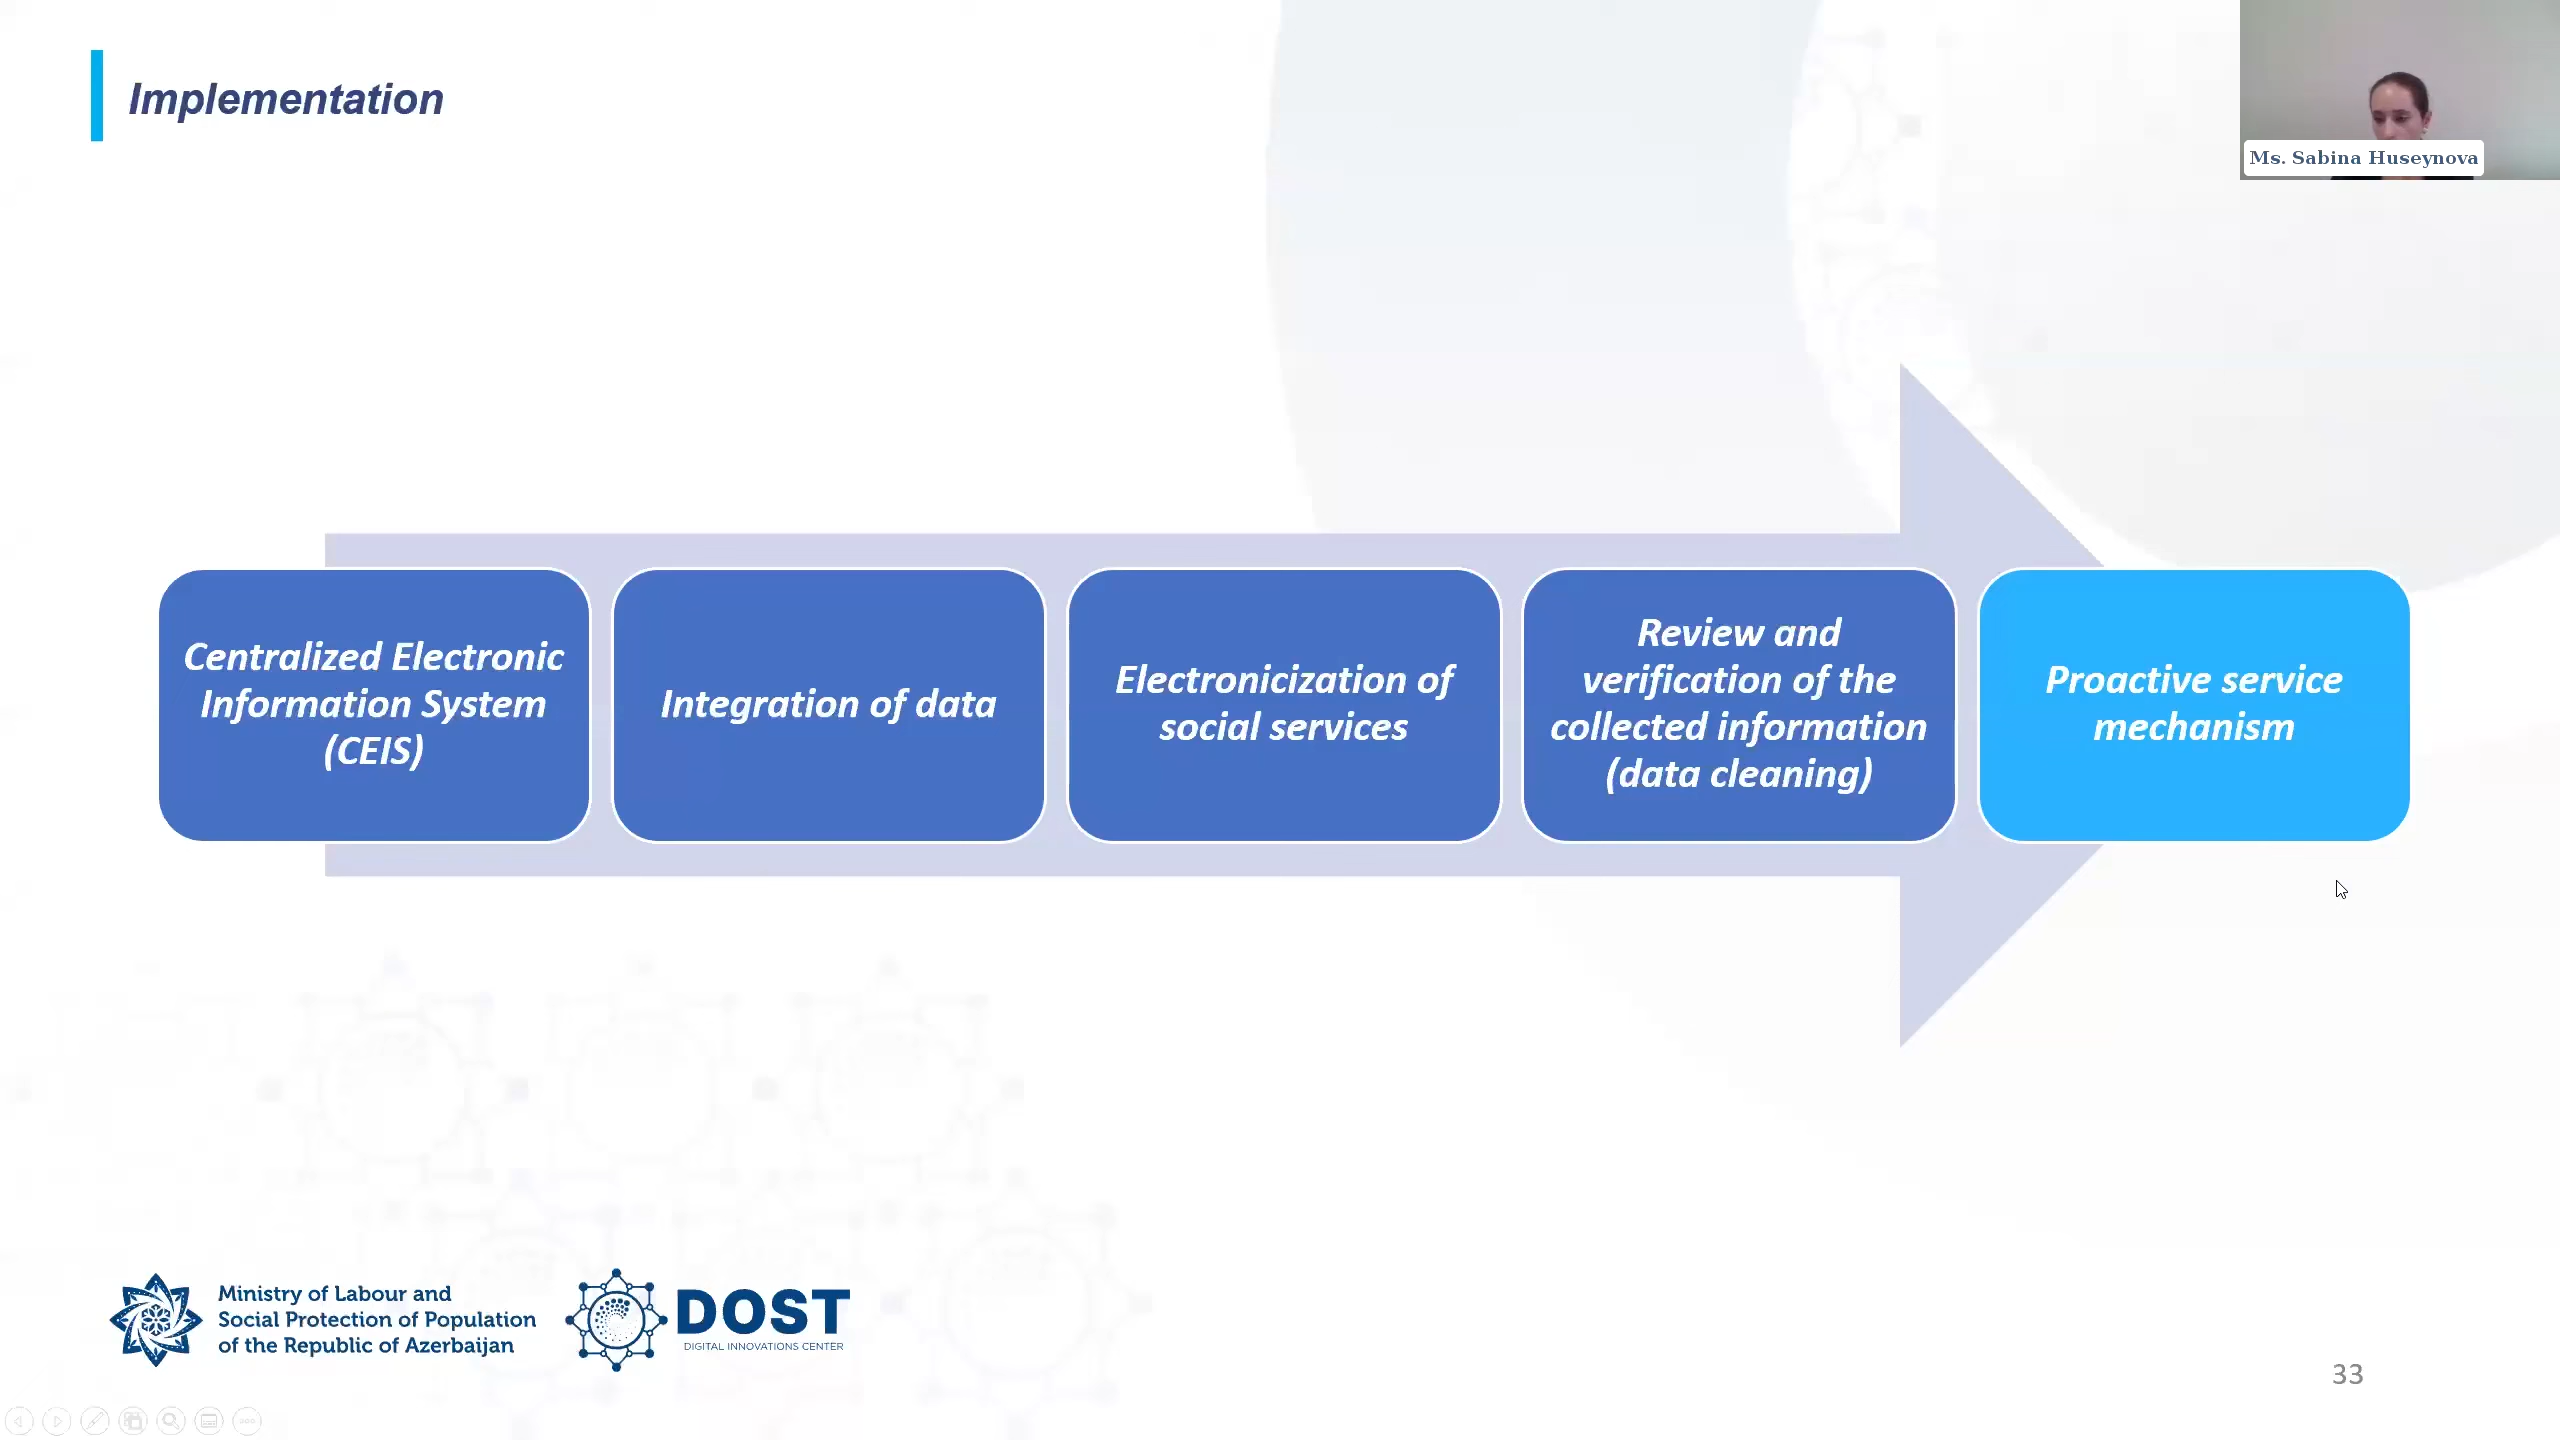 Implementation
Ms. Sabina Huseynova
Centralized Electronic
Information System
(CEIS)
Integration of data
Electronicization of
social services
Review and
verification of the
collected information
(data cleaning)
Proactive service
mechanism
Ministry of Labour and
Social Protection of Population
of the Republic of Azerbaijan
DOST
DIGITAL INNOVATIONS CENTER
33